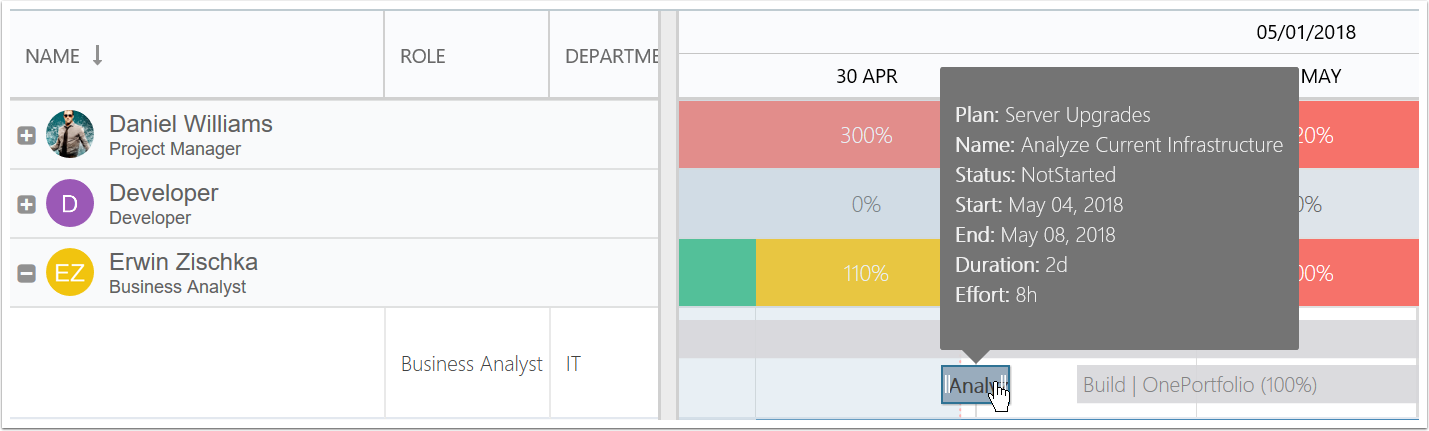 05/01/2018
NAME ROLE DEPARTME
30 APR MAY
Daniel Williams
Project Manager
300% 20%
D Developer
Developer
0% 0%
EZ Erwin Zischka
Business Analyst
110% 00%
Plan: Server Upgrades
Name: Analyze Current Infrastructure
Status: NotStarted
Start: May 04, 2018
End: May 08, 2018
Duration: 2d
Effort: 8h
Business Analyst IT
Analy
Build | OnePortfolio (100%)